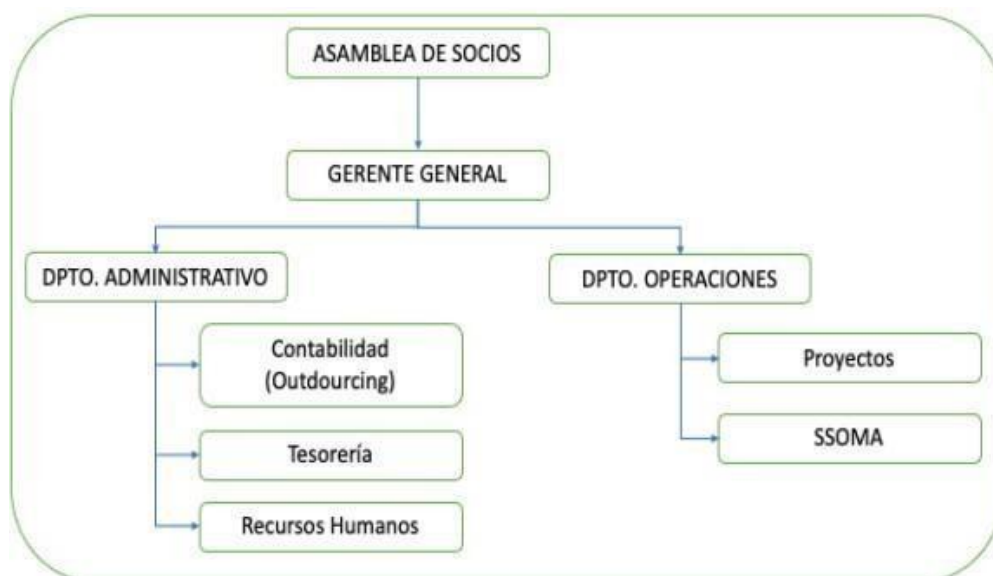 ASAMBLEA DE SOCIOS
GERENTE GENERAL
DPTO. ADMINISTRATIVO
DPTO. OPERACIONES
Contabilidad
(Outdourcing)
Proyectos
Tesorería
SSOMA
Recursos Humanos